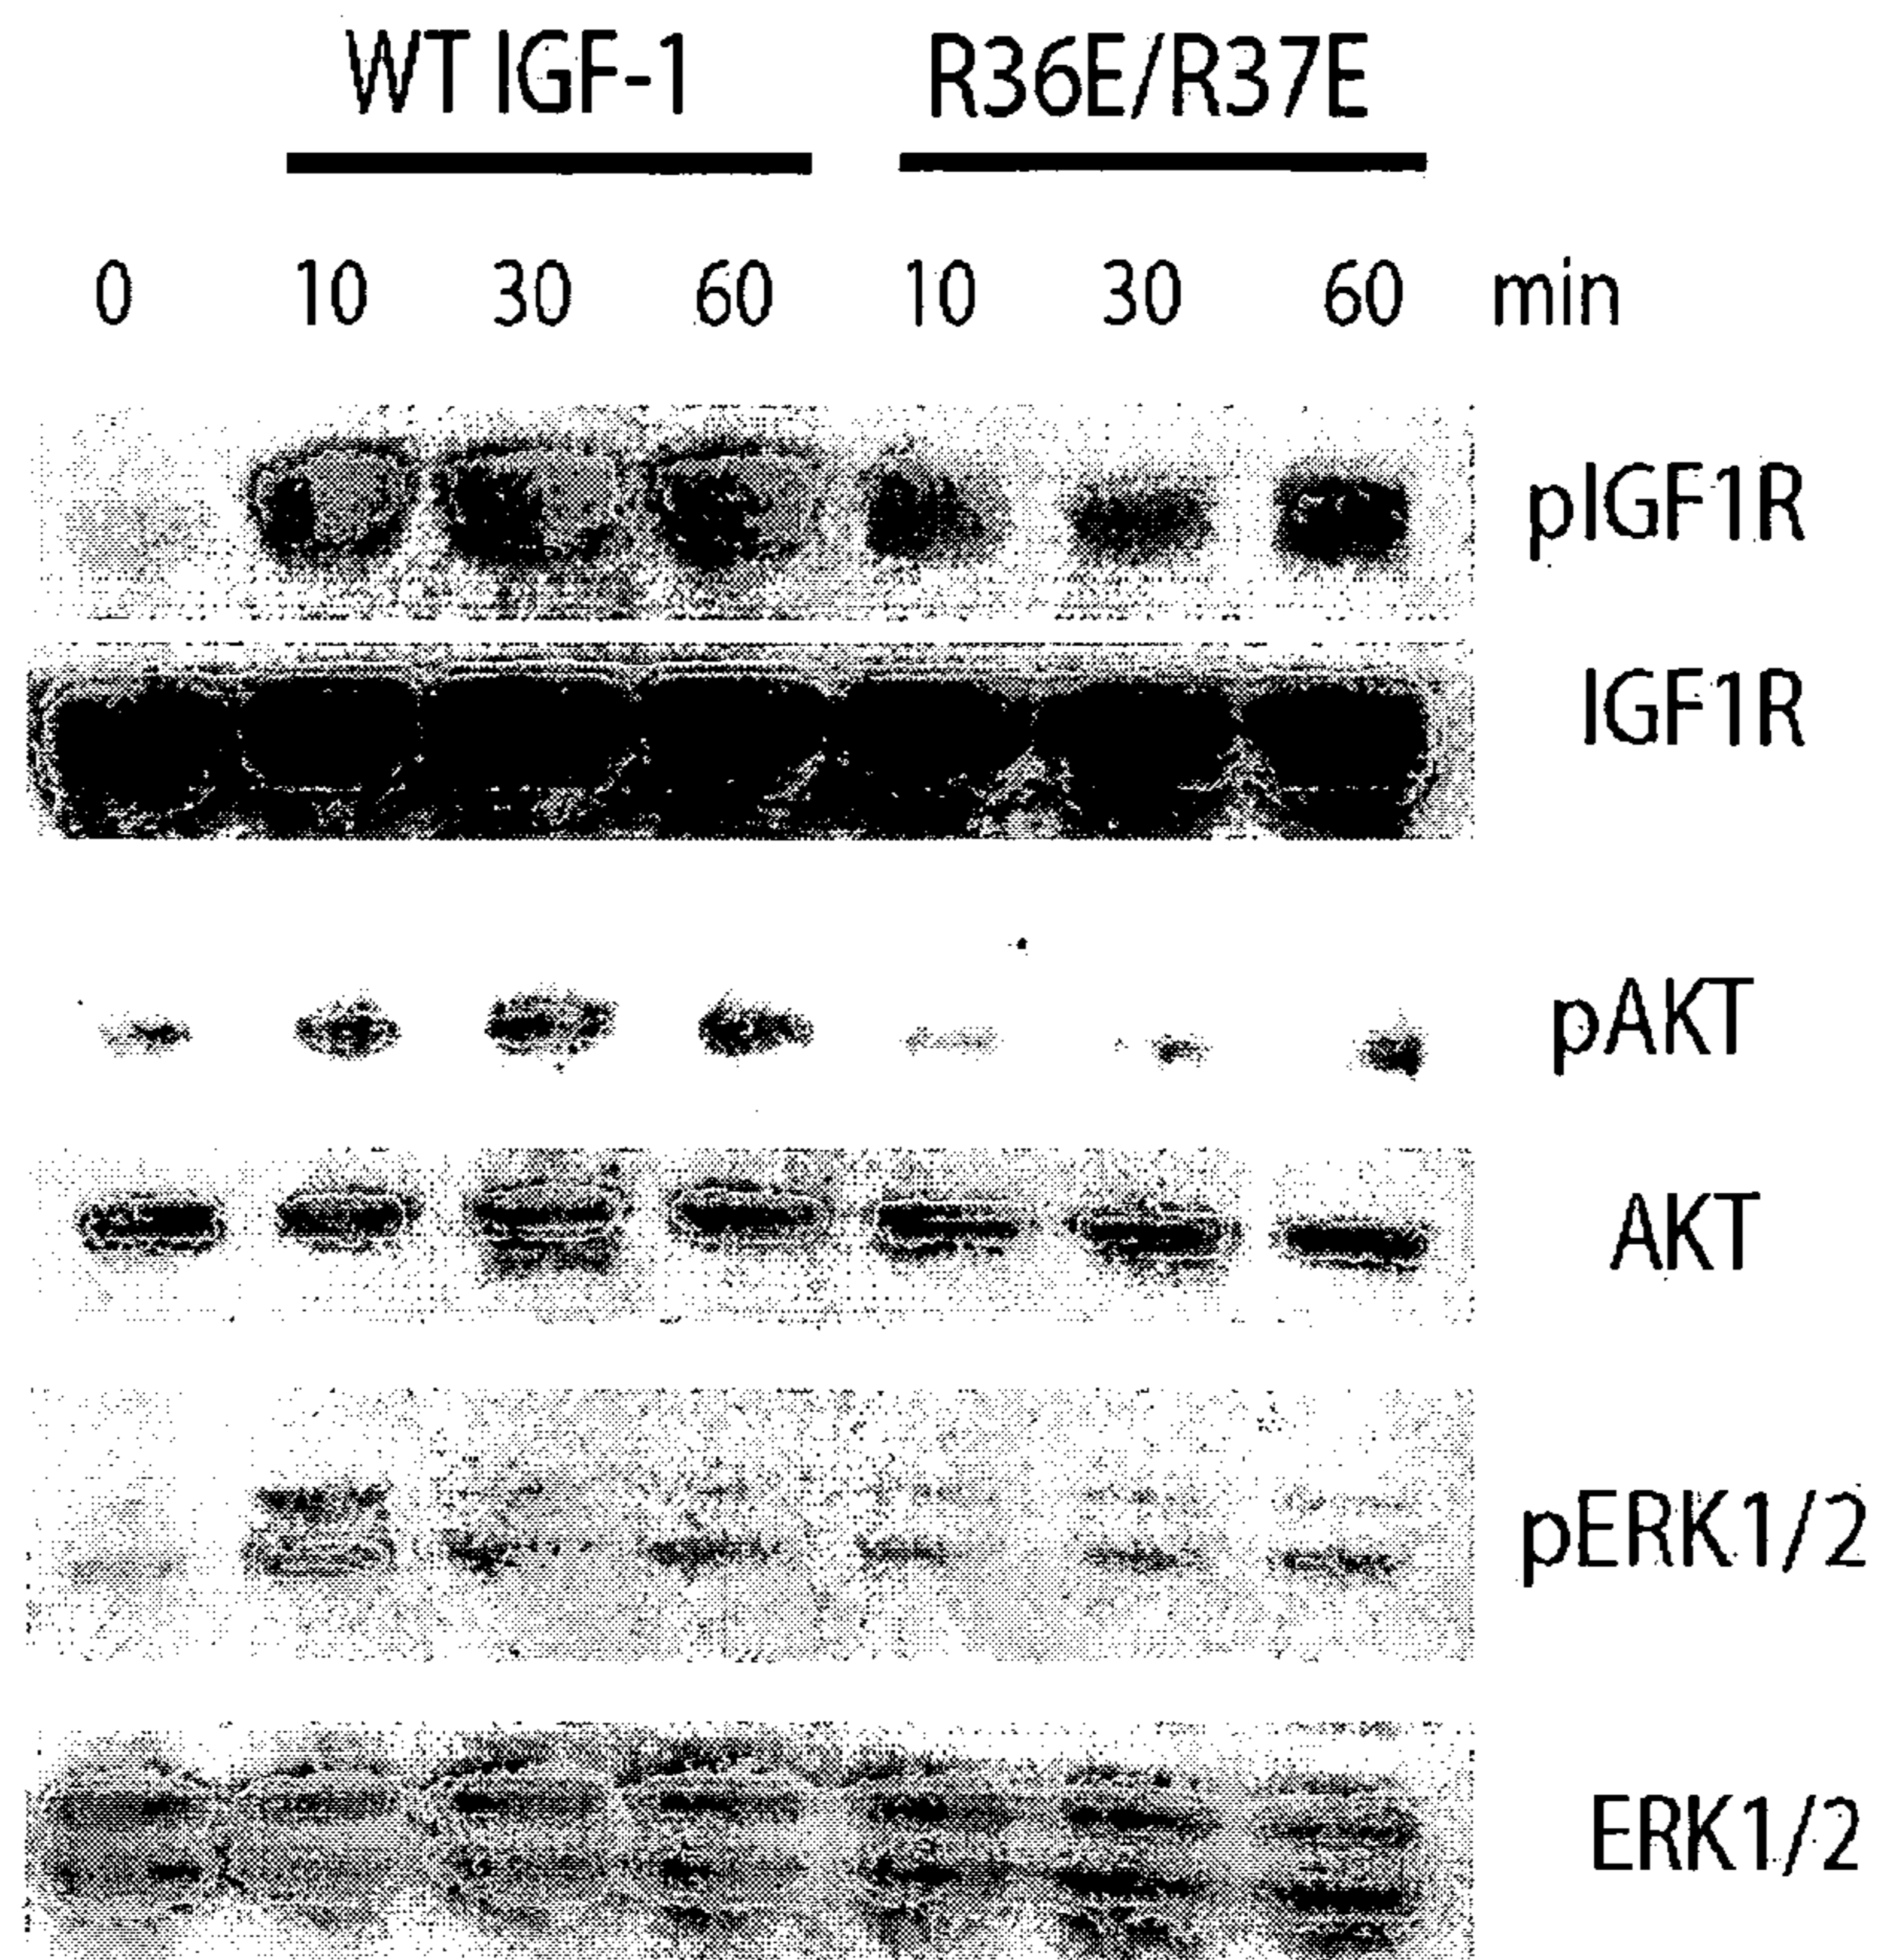 WT IGF-1 R36E/R37E
0 10 30 60 10 30 60 min
pIGF1R
IGF1R
pAKT
AKT
pERK1/2
ERK1/2